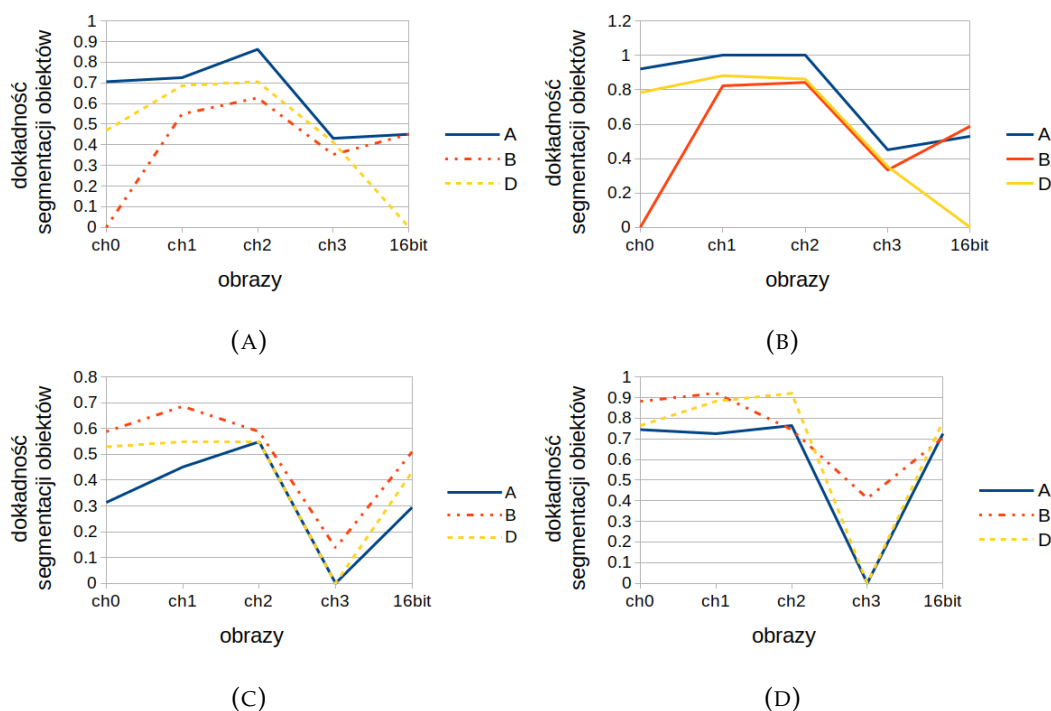 dokładność
segmentacji obiektów
1
0.9
0.8
0.7
0.6
0.5
0.4
0.3
0.2
0.1
0
ch0 ch1 ch2 ch3 16bit
obrazy
A
B
D
(A)
dokładność
segmentacji obiektów
1.2
1
0.8
0.6
0.4
0.2
0
ch0 ch1 ch2 ch3 16bit
obrazy
A
B
D
(B)
dokładność
segmentacji obiektów
0.8
0.7
0.6
0.5
0.4
0.3
0.2
0.1
0
ch0 ch1 ch2 ch3 16bit
obrazy
A
B
D
(C)
dokładność
segmentacji obiektów
1
0.9
0.8
0.7
0.6
0.5
0.4
0.3
0.2
0.1
0
ch0 ch1 ch2 ch3 16bit
obrazy
A
B
D
(D)